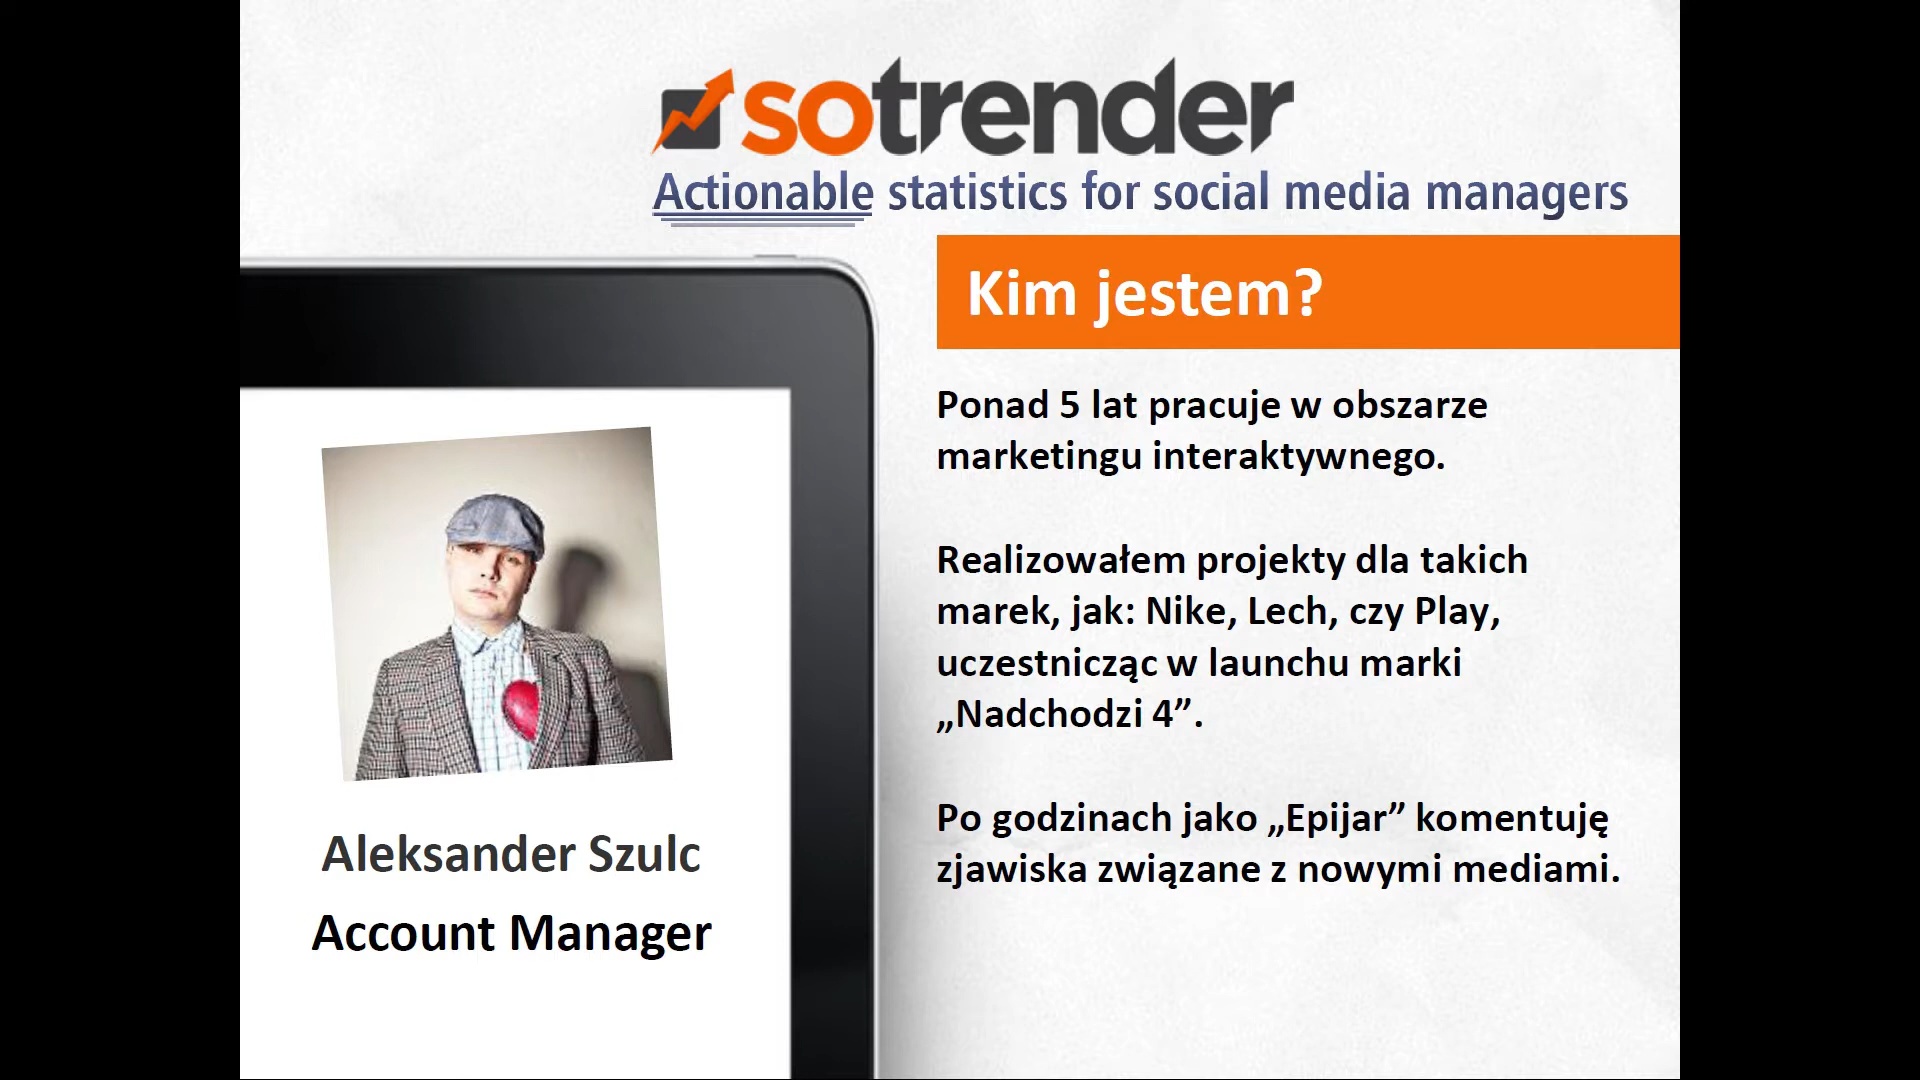 sotrender
Actionable statistics for social media managers
Kim jestem?
Ponad 5 lat pracuje w obszarze
marketingu interaktywnego.
Realizowałem projekty dla takich
marek, jak: Nike, Lech, czy Play,
uczestnicząc w launchu marki
„Nadchodzi 4”.
Po godzinach jako „Epijar” komentuję
zjawiska związane z nowymi mediami.
Aleksander Szulc
Account Manager